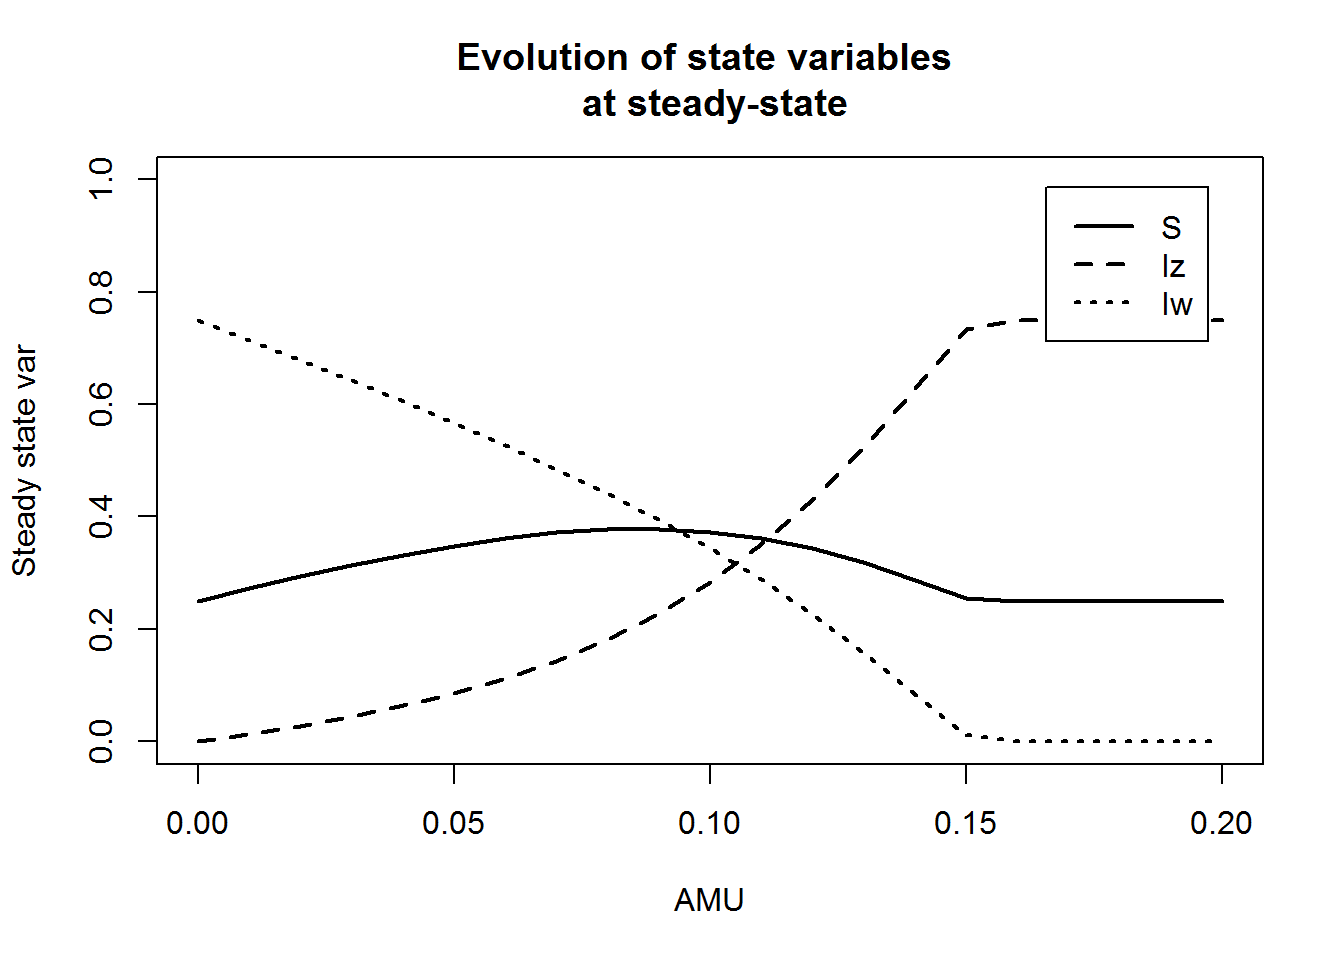 Evolution of state variables
at steady-state
1.0
0.8
0.6
0.4
0.2
0.0
Steady state var
S
Iz
Iw
0.00 0.05 0.10 0.15 0.20
AMU